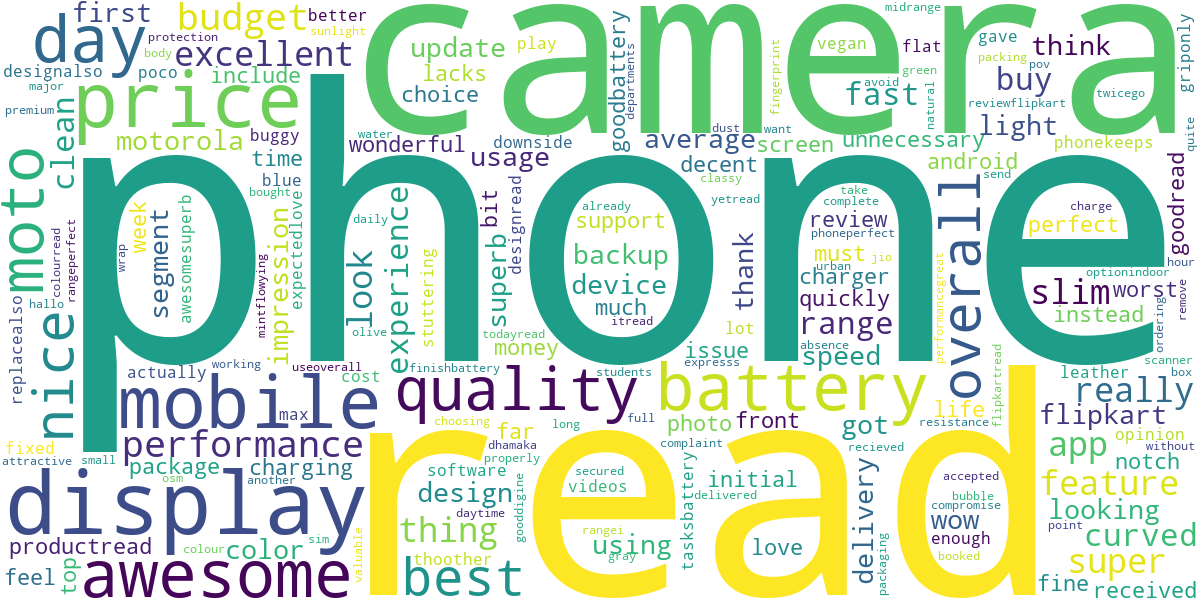 first
protection
better
budget
sunlight
camera
midrange
gave
day
body
excellent
update
play
vegan
flat
think
packing
griponly
designalso
poco
include
lacks
goodbattery
departments
fingerprint
avoid
green
pov
buy
twicego
major
price
choice
fast
natural
reviewflipkart
premium
clean
motorola
buggy
water
wonderful
downside
average
dust
want
screen
unnecessary
light
quite
moto
time
usage
decent
android
phonekeeps
blue
bought
classy
send
goodread
phone
week
segment
awesomesuperb
daily
experience
bit
designread
already
support
yetread
take
complete
review
phoneperfect
overall
charge
perfect
colourread
rangeperfect
wrap
mintflowying
impression
expectedlove
look
superb
backup
thank
must
urban
jio
charger
hour
optionindoor
hallo
olive
stuttering
device
much
quickly
performancegreat
slim
worst
remove
replacealso
nice
todayread
itread
lot
range
instead
ordering
money
issue
absence
speed
working
useoverall
finishbattery
students
expresss
flipkartread
scanner
actually
cost
leather
box
mobile
max
quality
battery
life
resistance
really
choosing
full
photo
front
got
flipkart
fixed
performance
far
dhamaka
long
read
opinion
attractive
small
properly
complaint
recieved
app
notch
without
package
charging
software
secured
initial
accepted
osm
another
videos
delivered
bubble
feature
display
design
gooddigine
tasksbattery
compromise
looking
daytime
wow
point
colour
sim
valuable
thing
rangei
enough
curved
productread
color
thoother
using
love
delivery
packaging
booked
feel
top
awesome
best
gray
super
fine
received